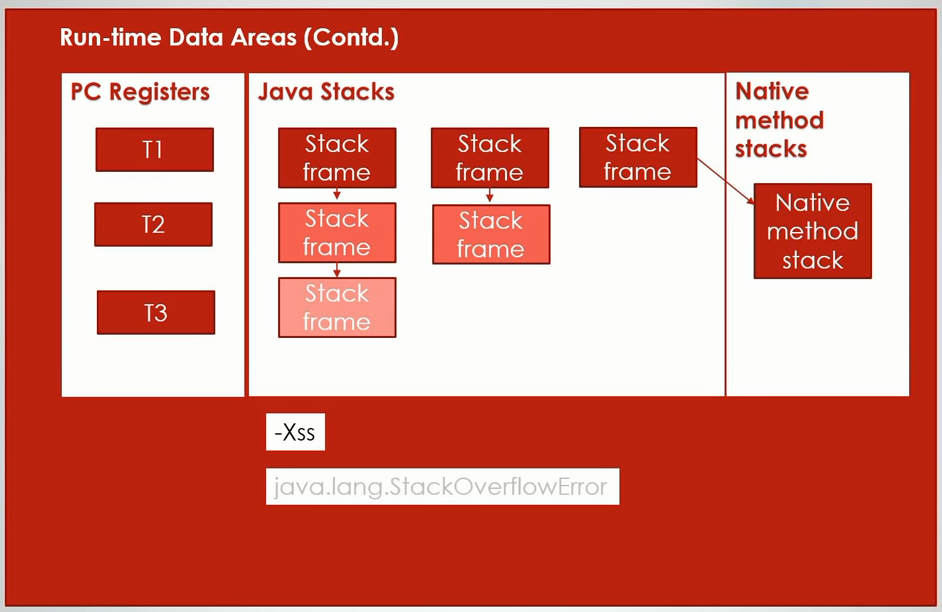 Run-time Data Areas (Contd.)
PC Registers
T1
T2
T3
Java Stacks
Stack
frame
Stack
frame
Stack
frame
Stack
frame
Stack
frame
Stack
frame
Native
method
stacks
Native
method
stack
-Xss
java.lang.StackOverflowError